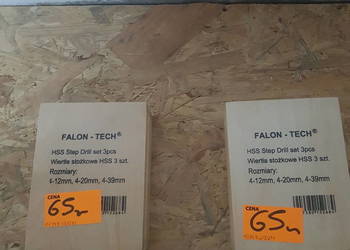 FALON - TECH®
HSS Step Drill set 3pcs
Wiertła stożkowe HSS 3 szt.
Rozmiary:
4-12mm, 4-20mm, 4-39mm
CENA
65,-
FALON - TECH®
HSS Step Drill set 3pcs
Wiertła stożkowe HSS 3 szt.
Rozmiary:
4-12mm, 4-20mm, 4-39mm
CENA
65,-